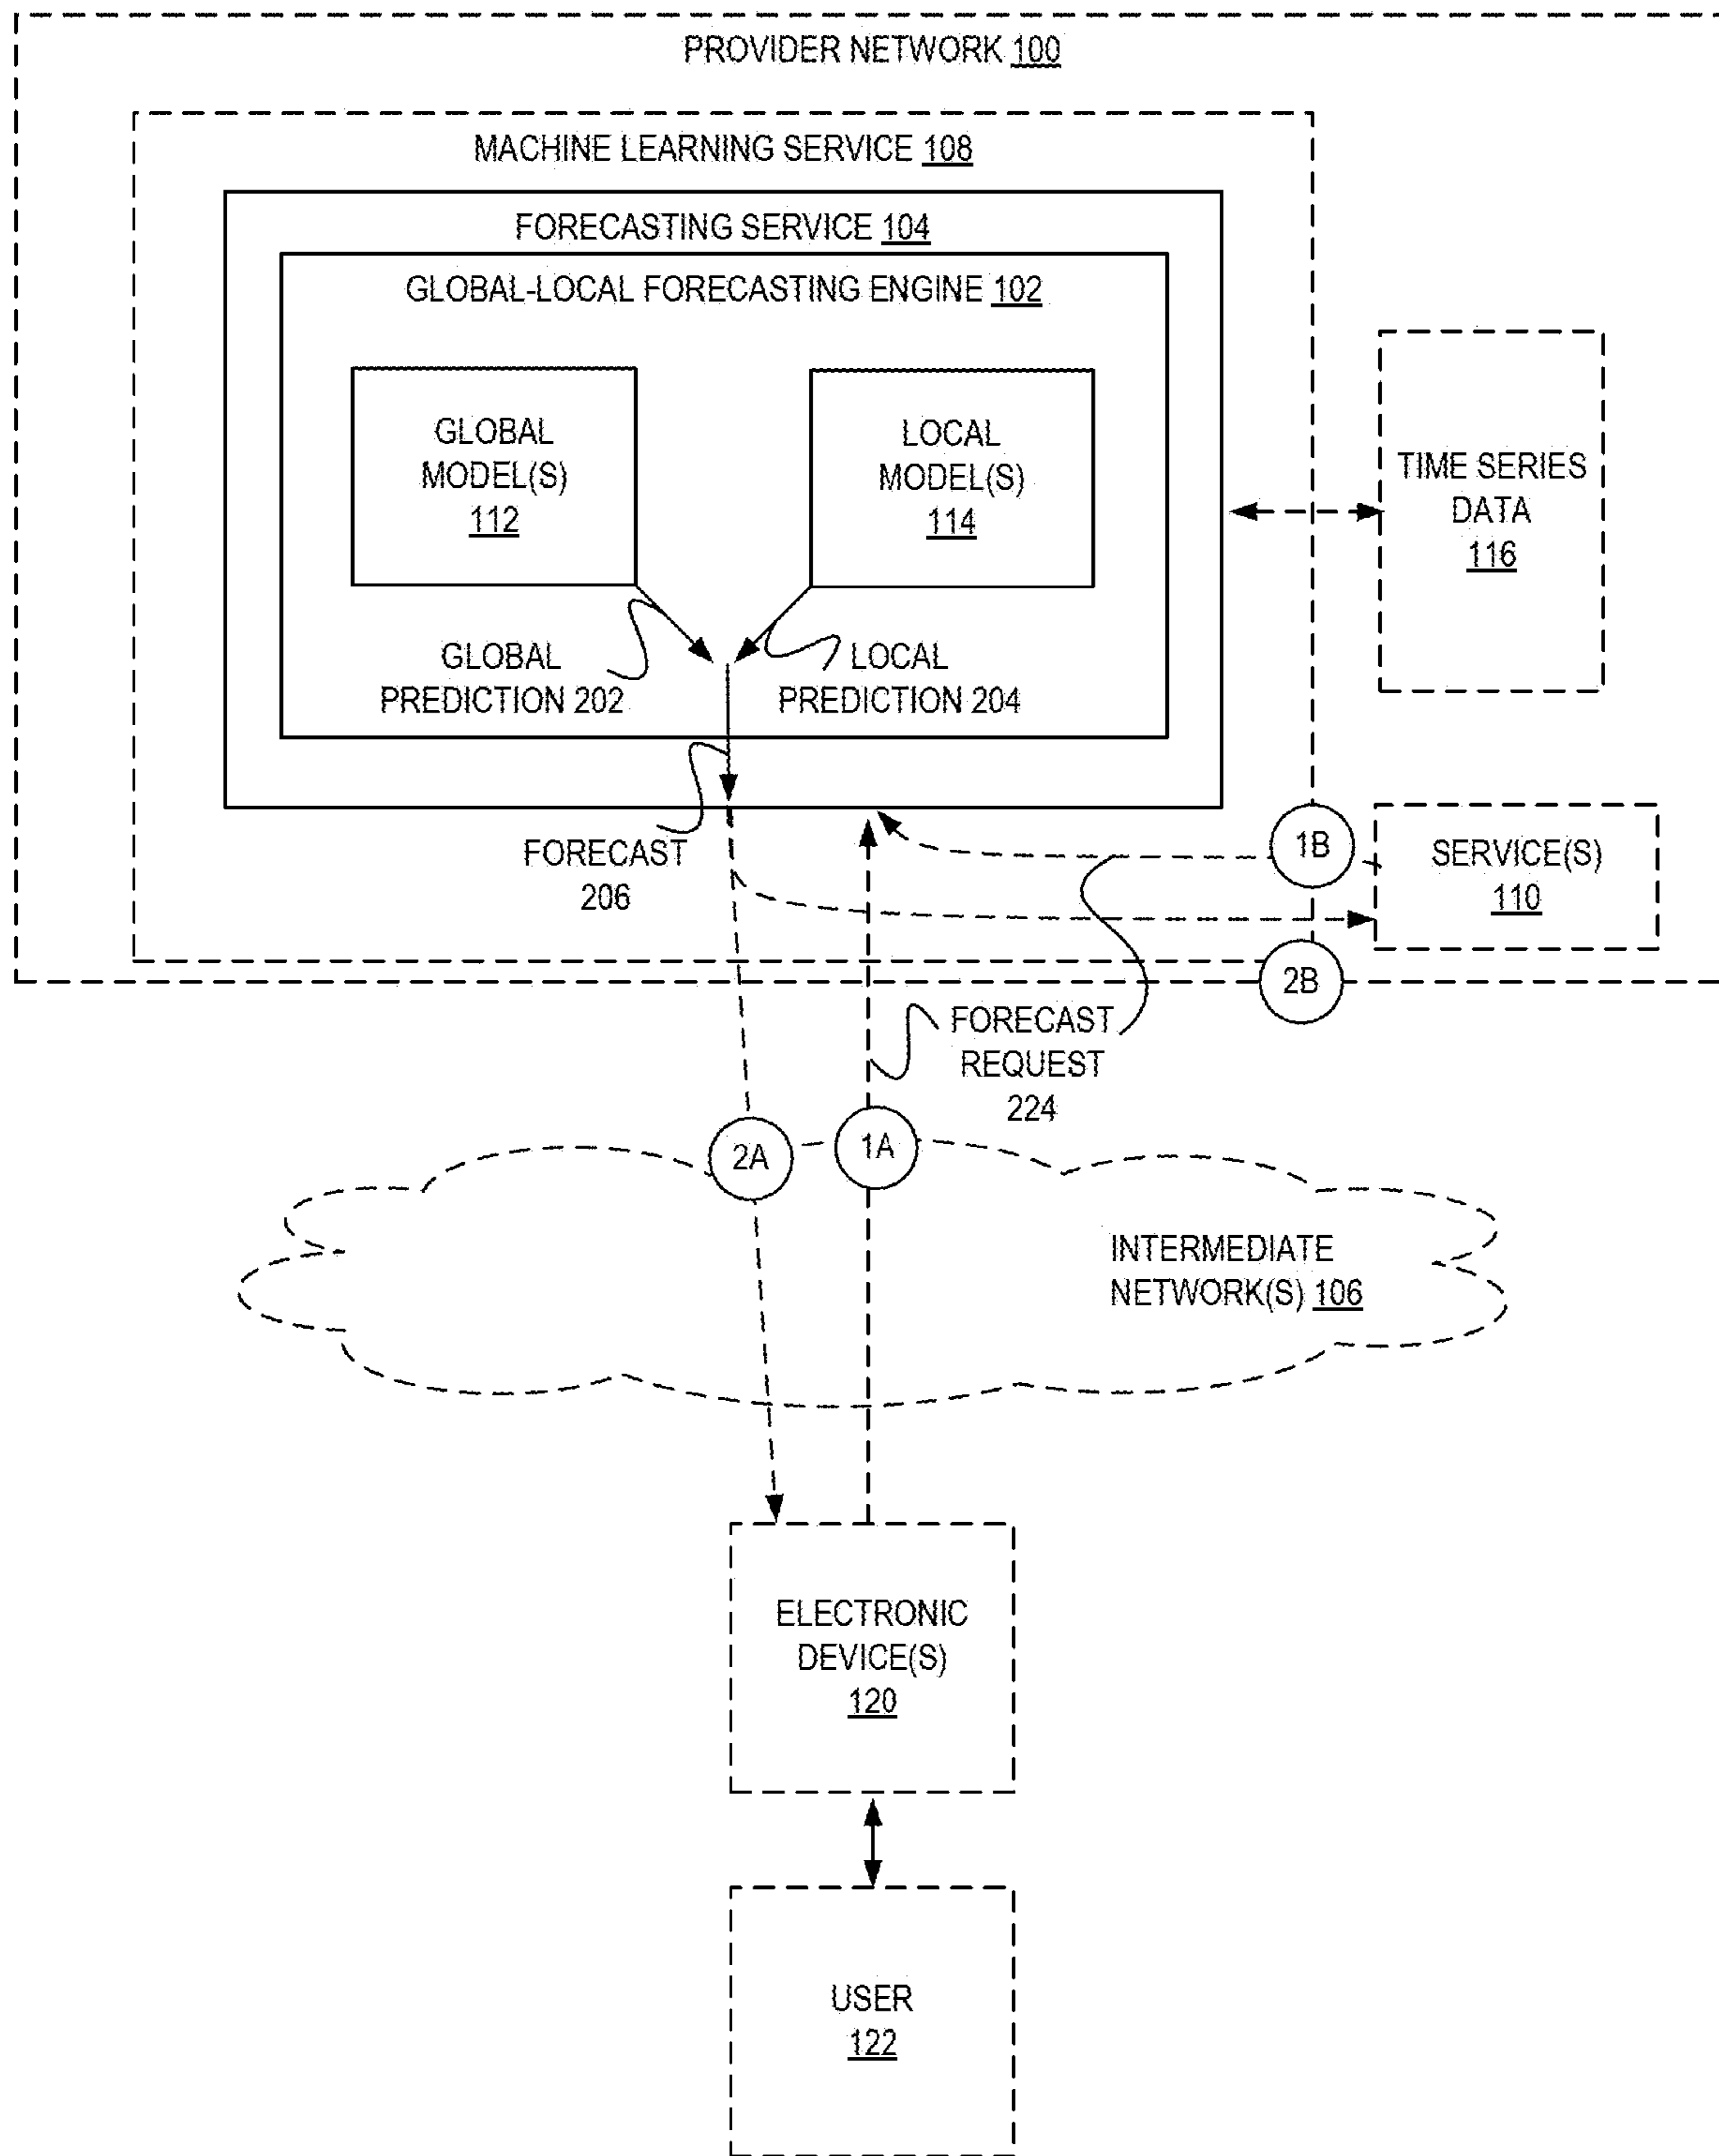 PROVIDER NETWORK 100
MACHINE LEARNING SERVICE 108
FORECASTING SERVICE 104
GLOBAL-LOCAL FORECASTING ENGINE 102
GLOBAL
MODEL(S)
112
LOCAL
MODEL(S)
114
TIME SERIES
DATA
116
GLOBAL
PREDICTION 202
LOCAL
PREDICTION 204
FORECAST
206
1B
SERVICE(S)
110
2B
FORECAST
REQUEST
224
2A
1A
INTERMEDIATE
NETWORK(S) 106
ELECTRONIC
DEVICE(S)
120
USER
122